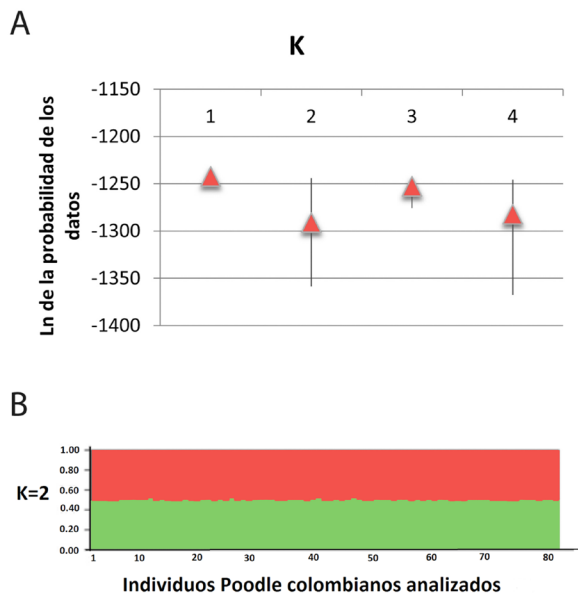 A
K
-1150
1 2 3 4
-1200
-1250
-1300
-1350
-1400
Ln de la probabilidad de los
datos
B
K=2
1.00
0.80
0.60
0.40
0.20
0.00
1 10 20 30 40 50 60 70 80
Individuos Poodle colombianos analizados